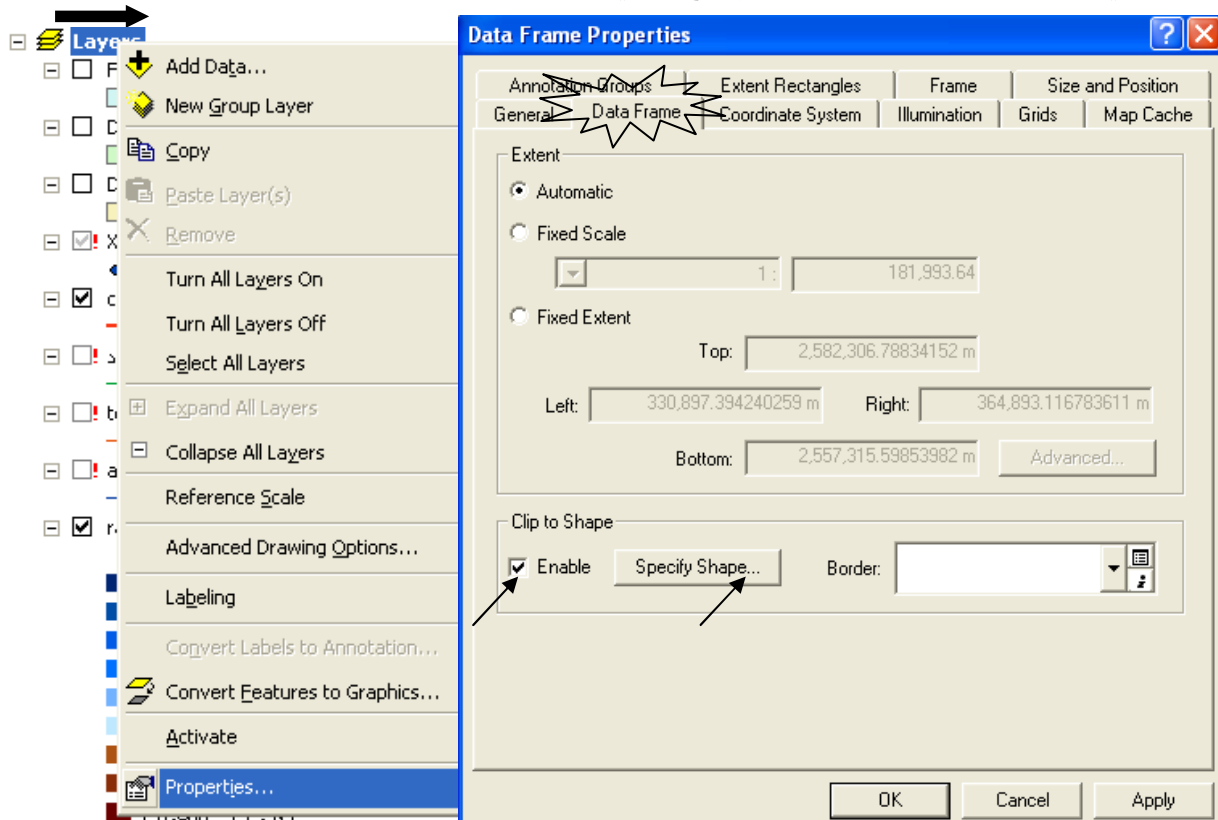 Layers
Add Data...
New Group Layer
Copy
Paste Layer(s)
Remove
Turn All Layers On
Turn All Layers Off
Select All Layers
Expand All Layers
Collapse All Layers
Reference Scale
Advanced Drawing Options...
Labeling
Convert Labels to Annotation...
Convert Features to Graphics...
Activate
Properties...
Data Frame Properties
Annotation Groups Extent Rectangles Frame Size and Position
General Data Frame Coordinate System Illumination Grids Map Cache
Extent
Automatic
Fixed Scale
1 : 181,993.64
Fixed Extent
Top: 2,582,306.78834152 m
Left: 330,897.394240259 m Right: 364,893.116783611 m
Bottom: 2,557,315.59853982 m Advanced...
Clip to Shape
Enable Specify Shape... Border:
OK Cancel Apply